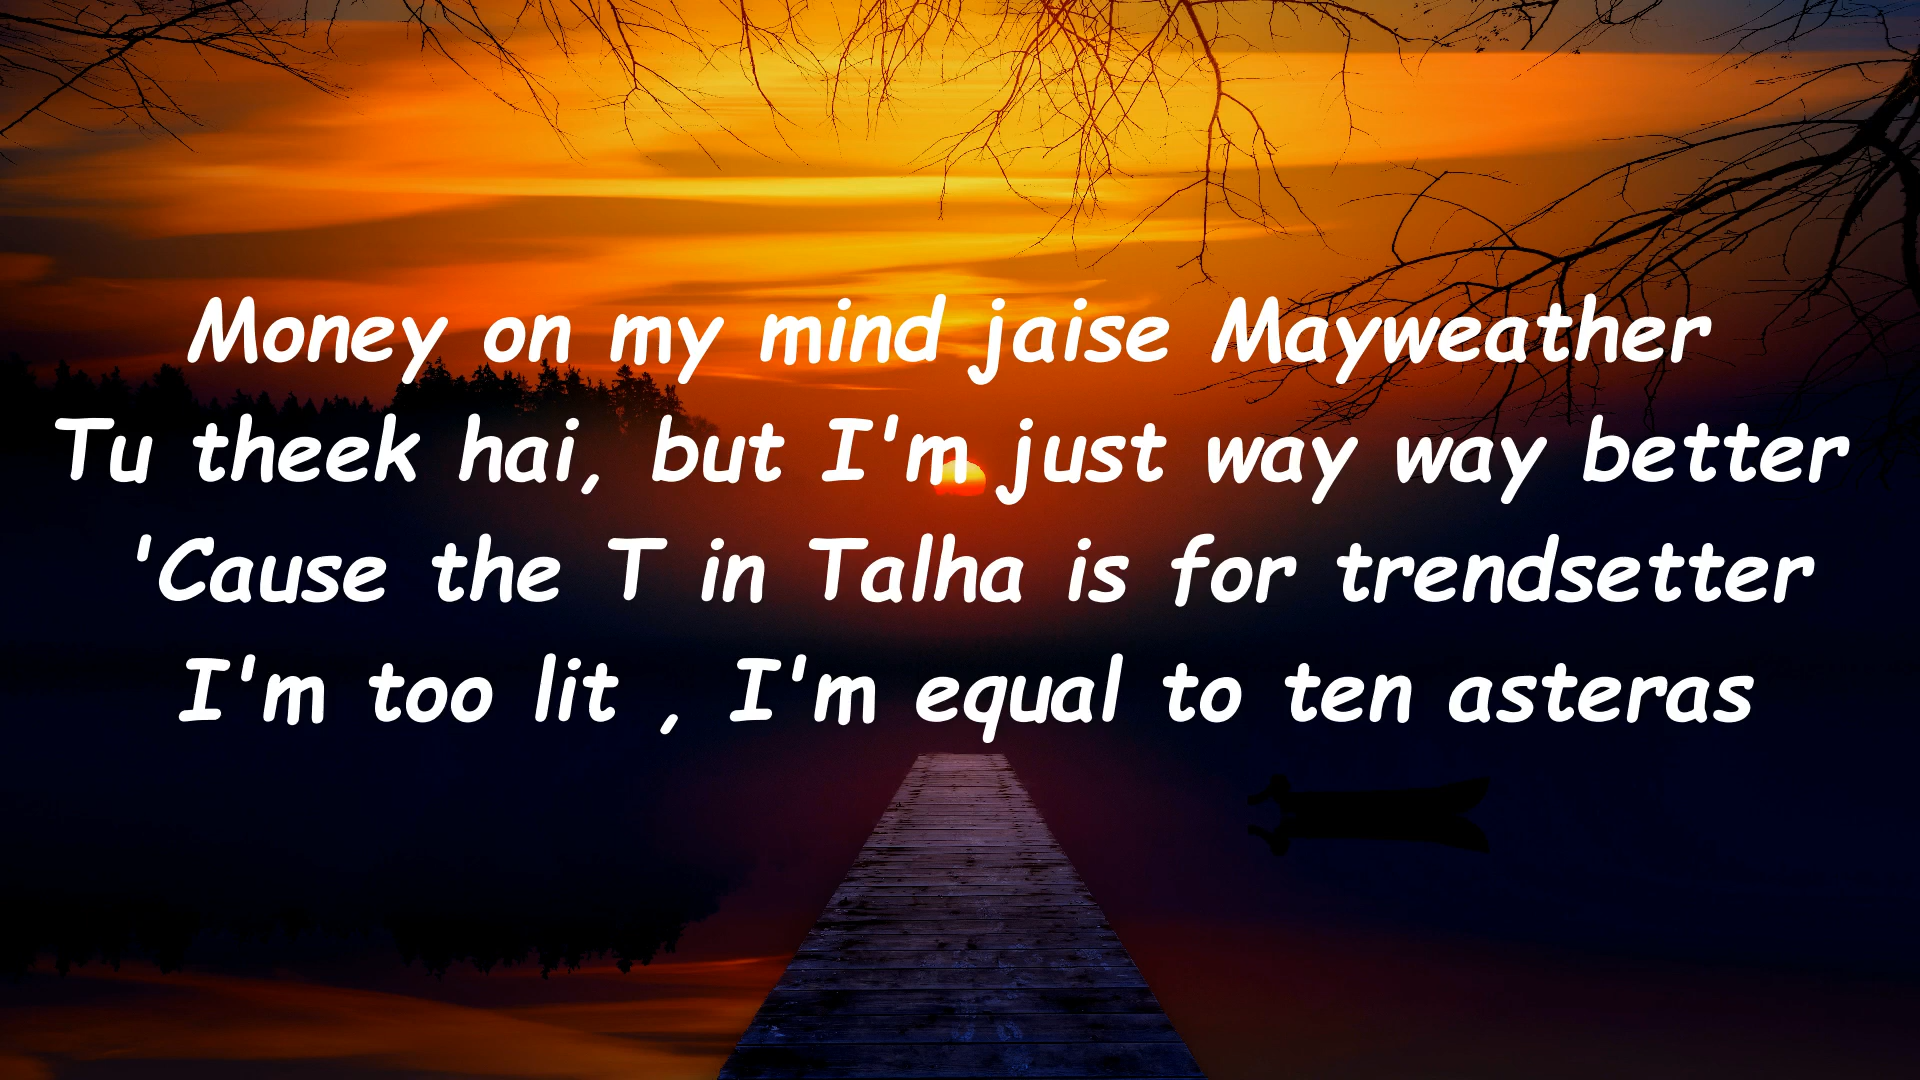 Money on my mind jaise Mayweather
Tu theek hai, but I'm just way way better
'Cause the T in Talha is for trendsetter
I'm too lit , I'm equal to ten asteras